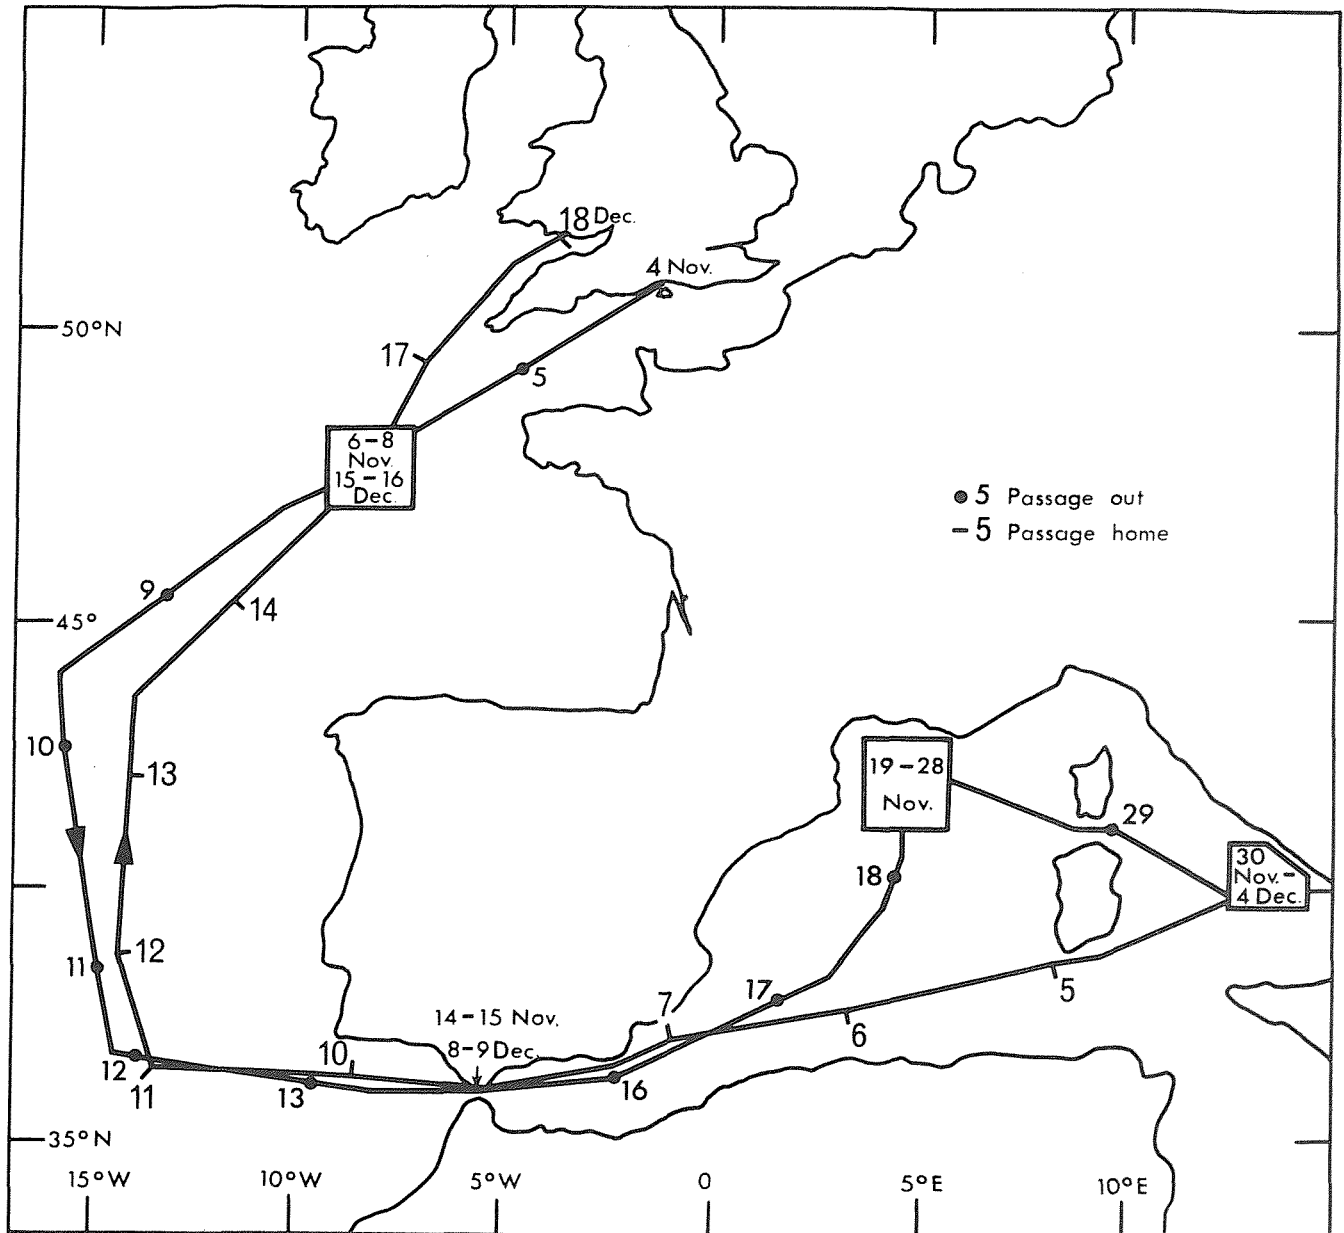 18 Dec.
4 Nov.
50°N
17
5
6-8
Nov.
15-16
Dec.
5 Passage out
5 Passage home
9
14
45°
10
13
19-28
Nov.
29
18
30
Nov.-
4 Dec.
12
11
17
7
5
14-15 Nov.
6
8-9 Dec.
10
12
11
13
16
35°N
15°W
10°W
5°W
0
5°E
10°E